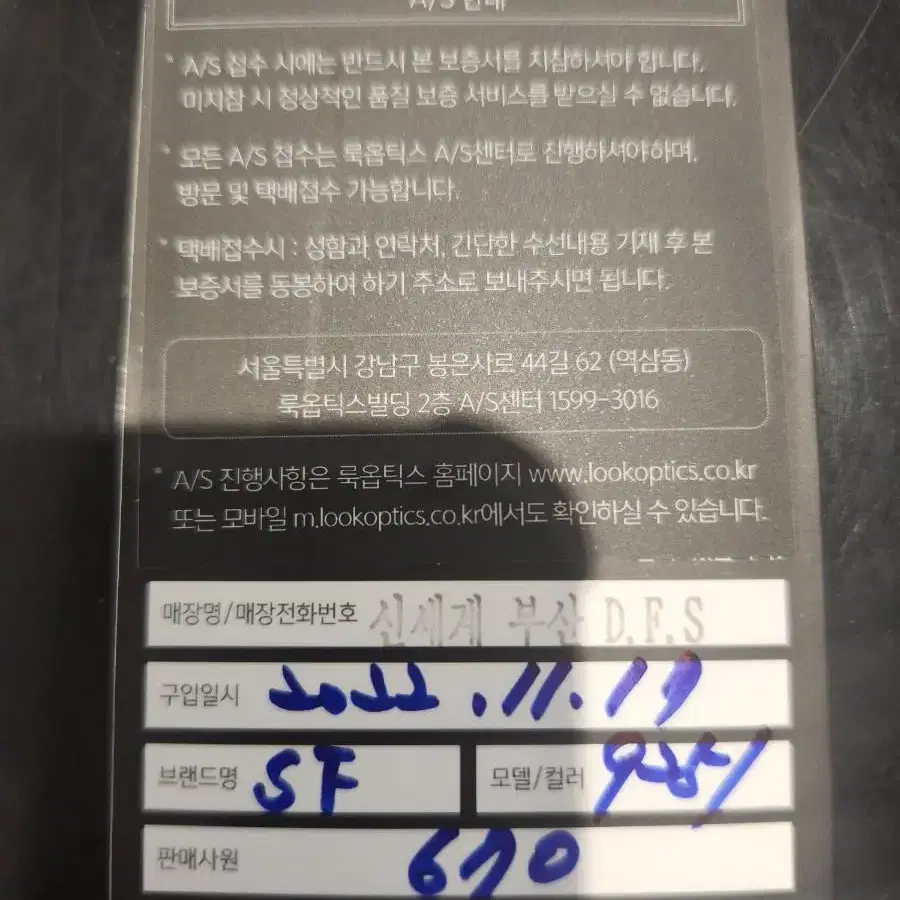 A/S 안내
* A/S 접수 시에는 반드시 본 보증서를 지침하셔야 합니다.
미지참 시 정상적인 품질 보증 서비스를 받으실 수 없습니다.
* 모든 A/S 접수는 룩옵틱스 A/S센터로 진행하셔야하며,
방문 및 택배접수 가능합니다.
* 택배접수시 : 성함과 연락처, 간단한 수선내용 기재 후 본
보증서를 동봉하여 하기 주소로 보내주시면 됩니다.
서울특별시 강남구 봉은사로 44길 62 (역삼동)
룩옵틱스빌딩 2층 A/S센터 1599-3016
* A/S 진행사항은 룩옵틱스 홈페이지 www.lookoptics.co.kr
또는 모바일 m.lookoptics.co.kr에서도 확인하실 수 있습니다.
매장명/매장전화번호 신세계 부산 D.F.S
구입일시 2022.11.19
브랜드명 SF
모델/컬러
판매사원 670